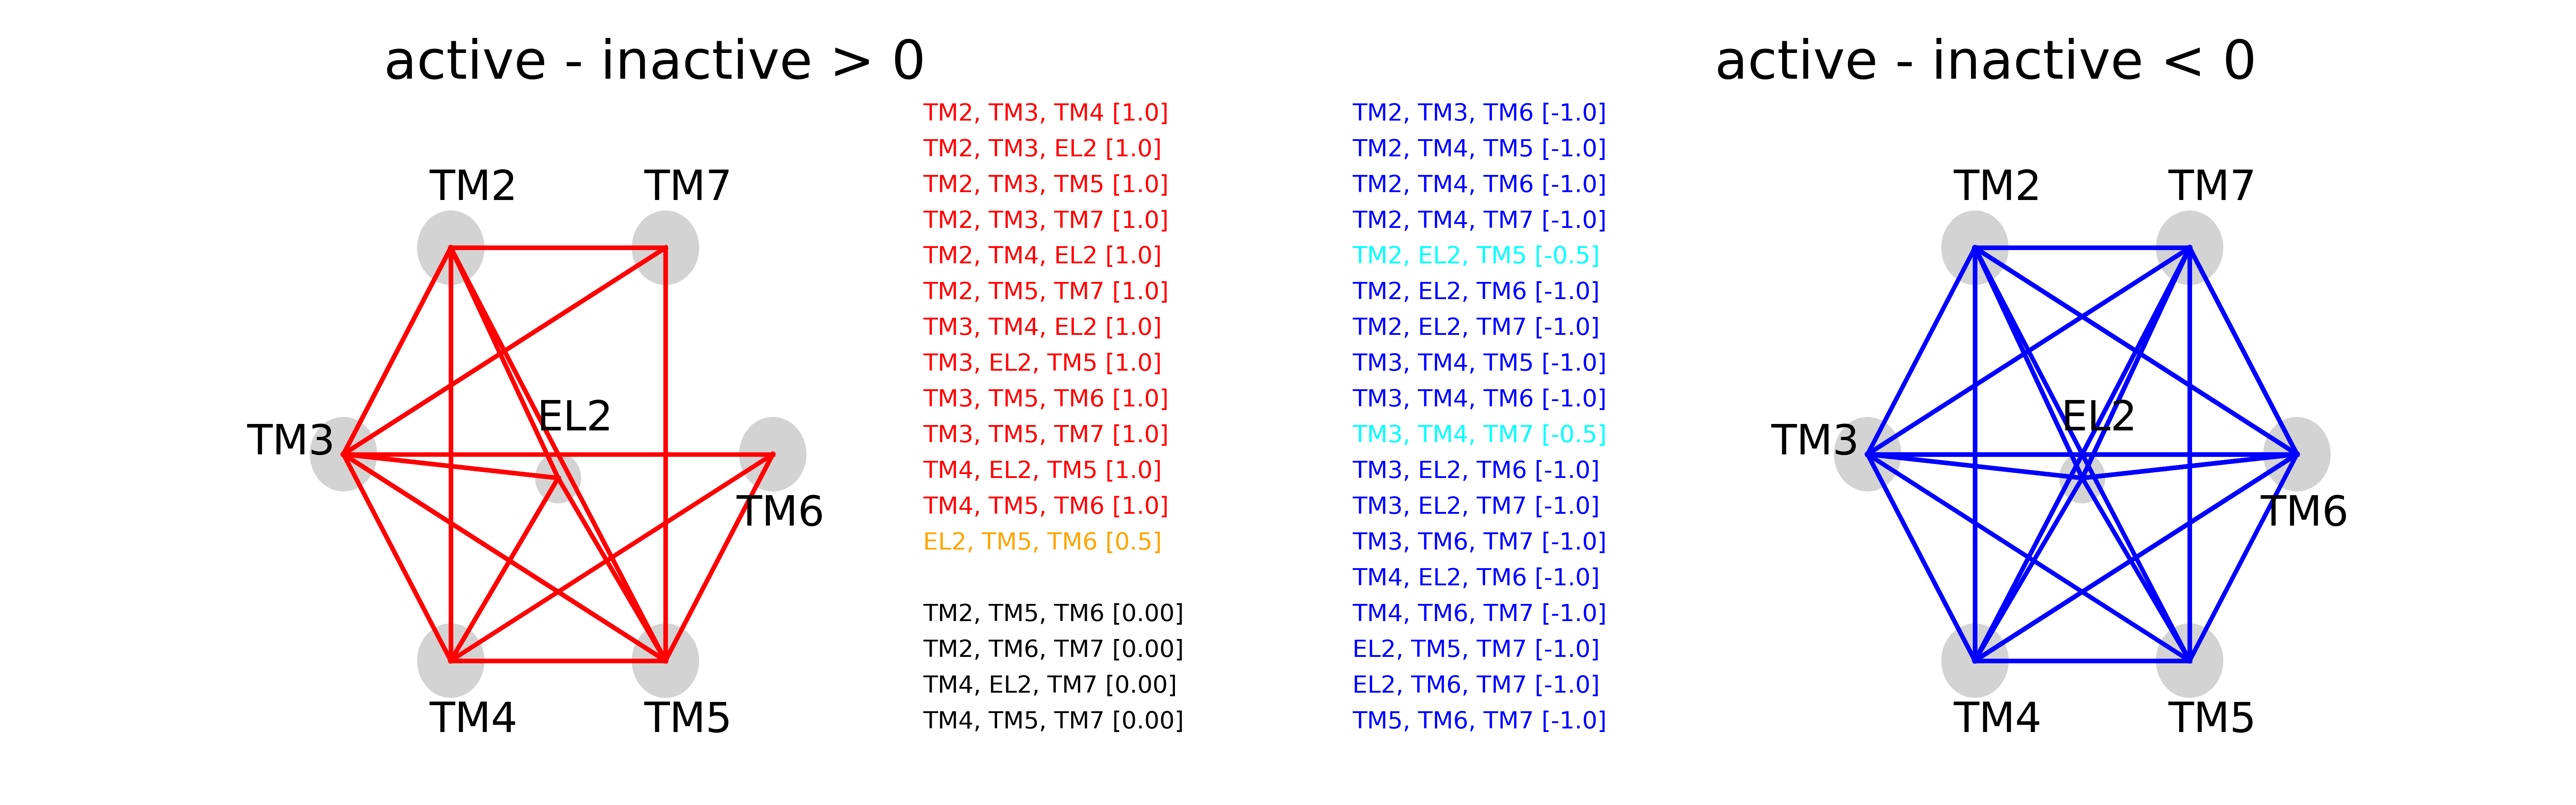 active - inactive > 0
TM2
TM7
TM3
EL2
TM6
TM4
TM5
TM2, TM3, TM4 [1.0]
TM2, TM3, EL2 [1.0]
TM2, TM3, TM5 [1.0]
TM2, TM3, TM7 [1.0]
TM2, TM4, EL2 [1.0]
TM2, TM5, TM7 [1.0]
TM3, TM4, EL2 [1.0]
TM3, EL2, TM5 [1.0]
TM3, TM5, TM6 [1.0]
TM3, TM5, TM7 [1.0]
TM4, EL2, TM5 [1.0]
TM4, TM5, TM6 [1.0]
EL2, TM5, TM6 [0.5]
TM2, TM5, TM6 [0.00]
TM2, TM6, TM7 [0.00]
TM4, EL2, TM7 [0.00]
TM4, TM5, TM7 [0.00]
TM2, TM3, TM6 [-1.0]
TM2, TM4, TM5 [-1.0]
TM2, TM4, TM6 [-1.0]
TM2, TM4, TM7 [-1.0]
TM2, EL2, TM5 [-0.5]
TM2, EL2, TM6 [-1.0]
TM2, EL2, TM7 [-1.0]
TM3, TM4, TM5 [-1.0]
TM3, TM4, TM6 [-1.0]
TM3, TM4, TM7 [-0.5]
TM3, EL2, TM6 [-1.0]
TM3, EL2, TM7 [-1.0]
TM3, TM6, TM7 [-1.0]
TM4, EL2, TM6 [-1.0]
TM4, TM6, TM7 [-1.0]
EL2, TM5, TM7 [-1.0]
EL2, TM6, TM7 [-1.0]
TM5, TM6, TM7 [-1.0]
active - inactive < 0
TM2
TM7
TM3
EL2
TM6
TM4
TM5